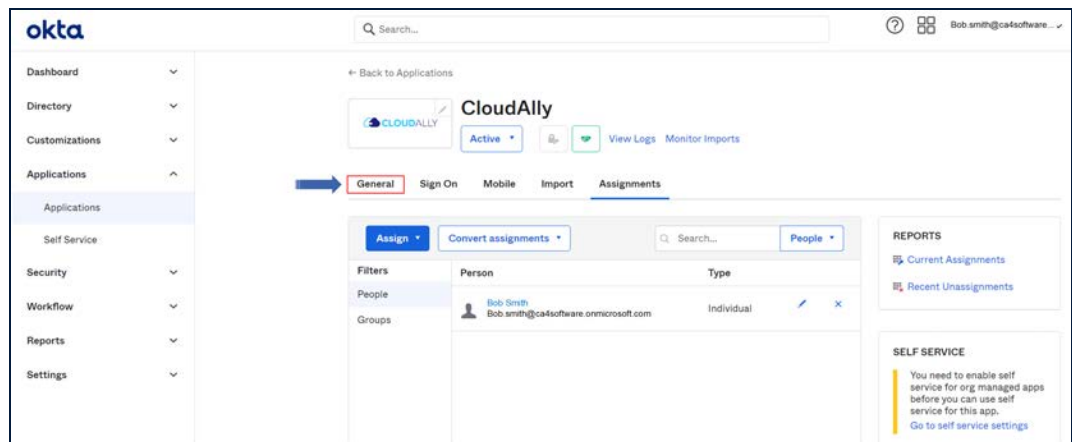 okta
Search...
Bob.smith@ca4software...
Dashboard
Directory
Customizations
Applications
Applications
Self Service
Security
Workflow
Reports
Settings
← Back to Applications
CLOUDALLY
CloudAlly
Active
View Logs Monitor Imports
General Sign On Mobile Import Assignments
Assign Convert assignments Search... People
Filters Person Type
People
Groups
Bob Smith
Bob.smith@ca4software.onmicrosoft.com
Individual
REPORTS
Current Assignments
Recent Unassignments
SELF SERVICE
You need to enable self
service for org managed apps
before you can use self
service for this app.
Go to self service settings